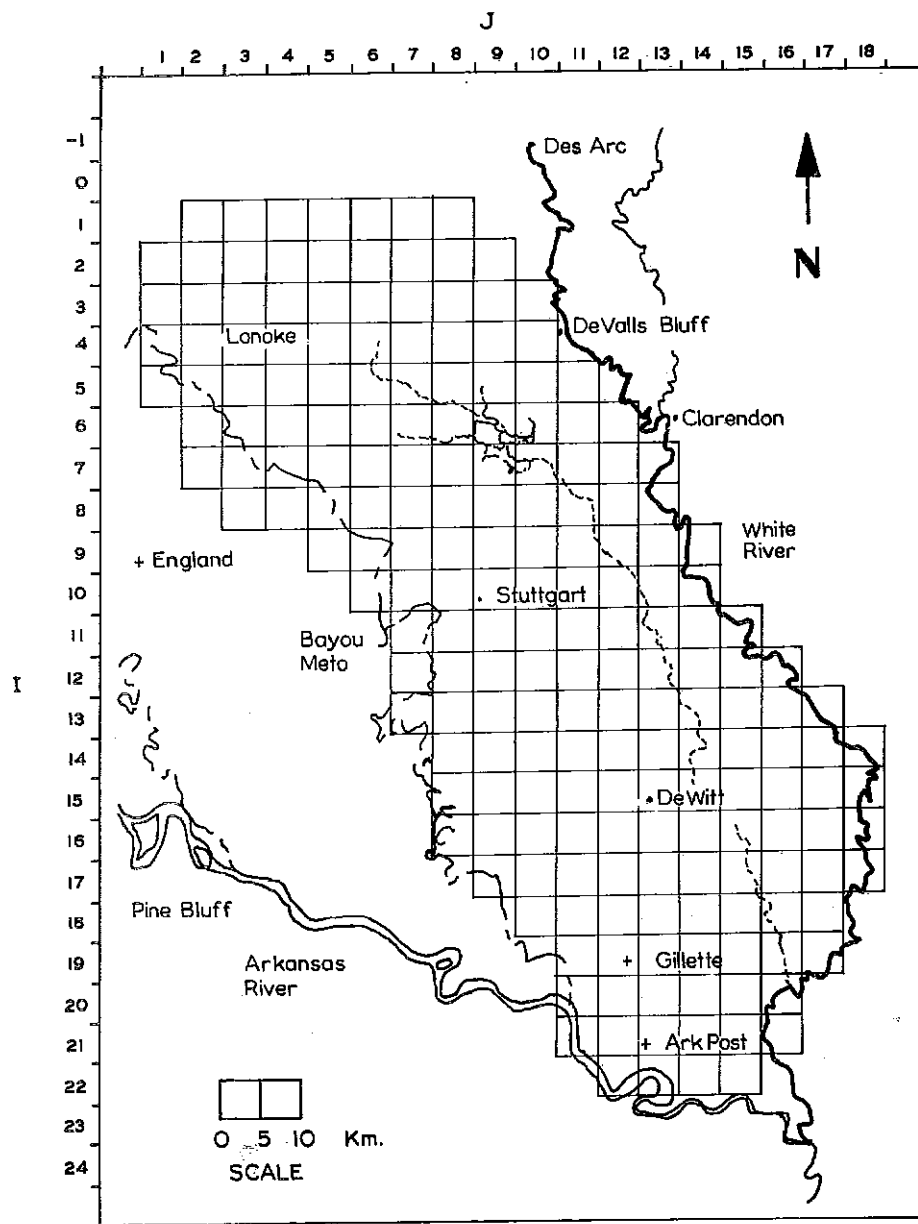 J
1 2 3 4 5 6 7 8 9 10 11 12 13 14 15 16 17 18
-1
0
1
2
3
4
5
6
7
8
9
10
11
12
13
14
15
16
17
18
19
20
21
22
23
24
I
Des Arc
N
DeValls Bluff
Lonoke
Clarendon
White
River
+ England
Stuttgart
Bayou
Meto
DeWitt
Pine Bluff
Arkansas
River
+ Gillette
+ Ark Post
0 5 10 Km.
SCALE